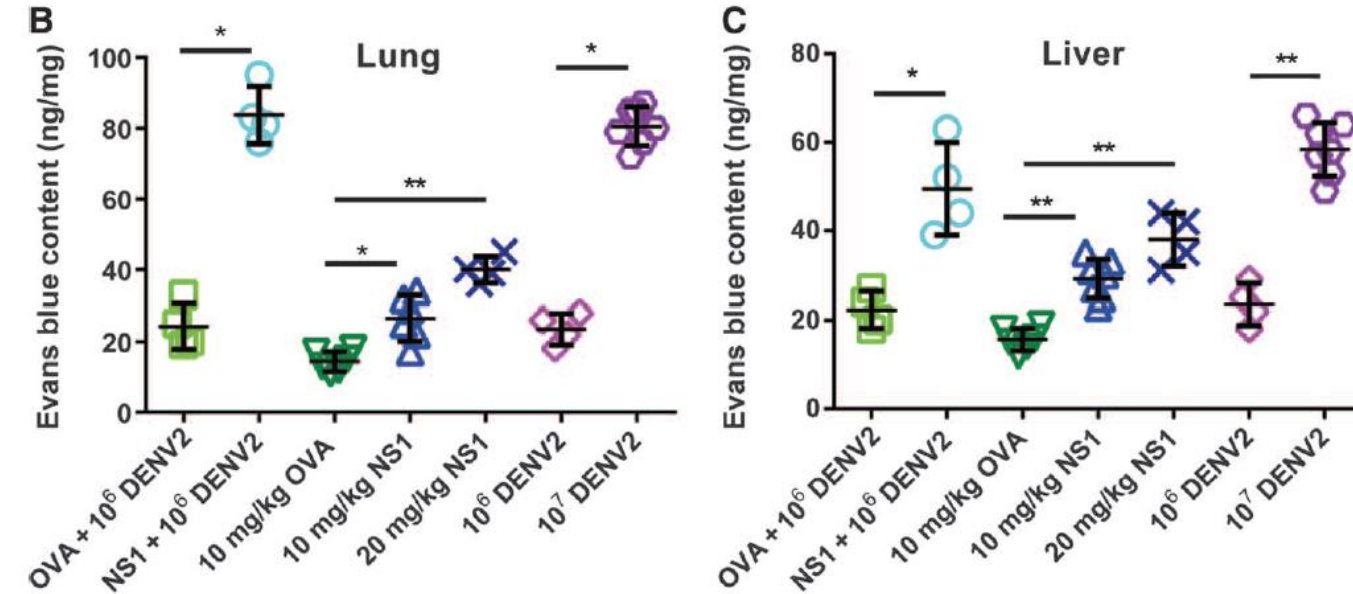 B
Lung
Evans blue content (ng/mg)
100
80
60
40
20
0
*
*
**
*
OVA + 10⁶ DENV2
NS1 + 10⁶ DENV2
10 mg/kg OVA
10 mg/kg NS1
20 mg/kg NS1
10⁶ DENV2
10⁷ DENV2
C
Liver
Evans blue content (ng/mg)
80
60
40
20
0
*
**
**
**
OVA + 10⁶ DENV2
NS1 + 10⁶ DENV2
10 mg/kg OVA
10 mg/kg NS1
20 mg/kg NS1
10⁶ DENV2
10⁷ DENV2